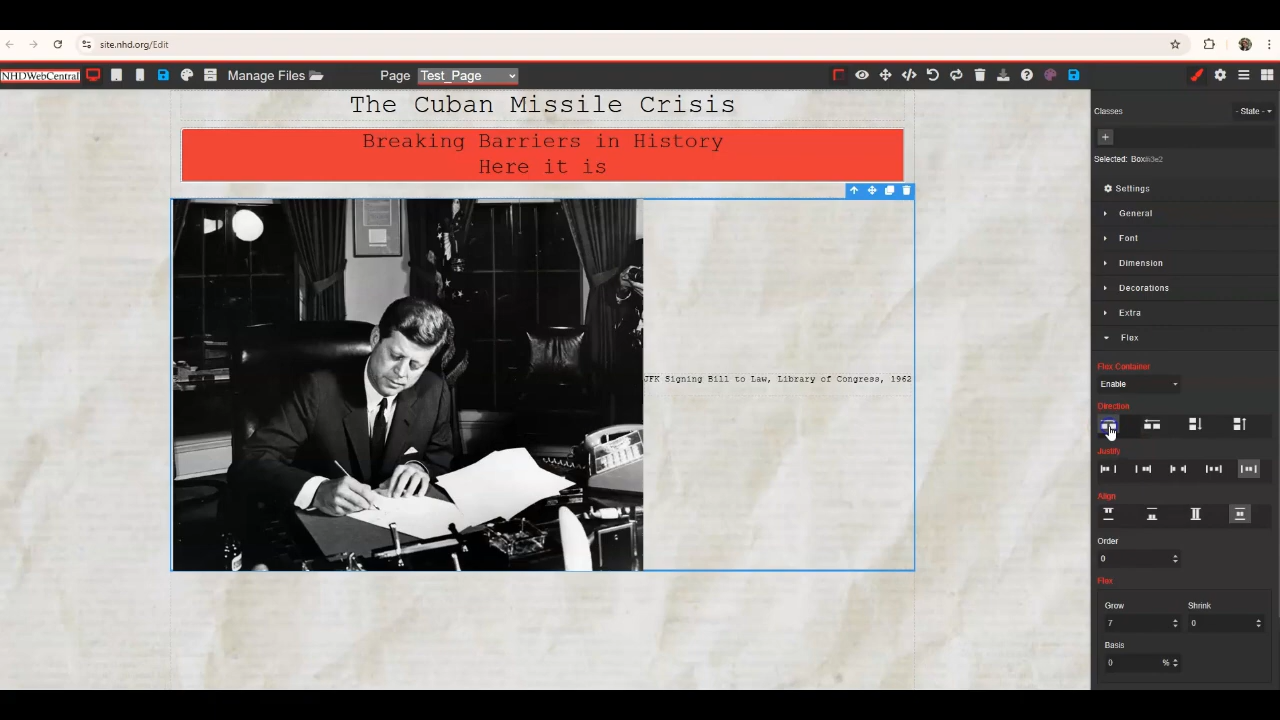 site.nhd.org/Edit
NHDWebCentral
Manage Files
Page
Test_Page
The Cuban Missile Crisis
Breaking Barriers in History
Here it is
JFK Signing Bill to Law, Library of Congress, 1962
Classes
- State -
+
Selected: Box
Settings
General
Font
Dimension
Decorations
Extra
Flex
Flex Container
Enable
Direction
Justify
Align
Order
0
Flex
Grow
Shrink
7
0
Basis
0
%